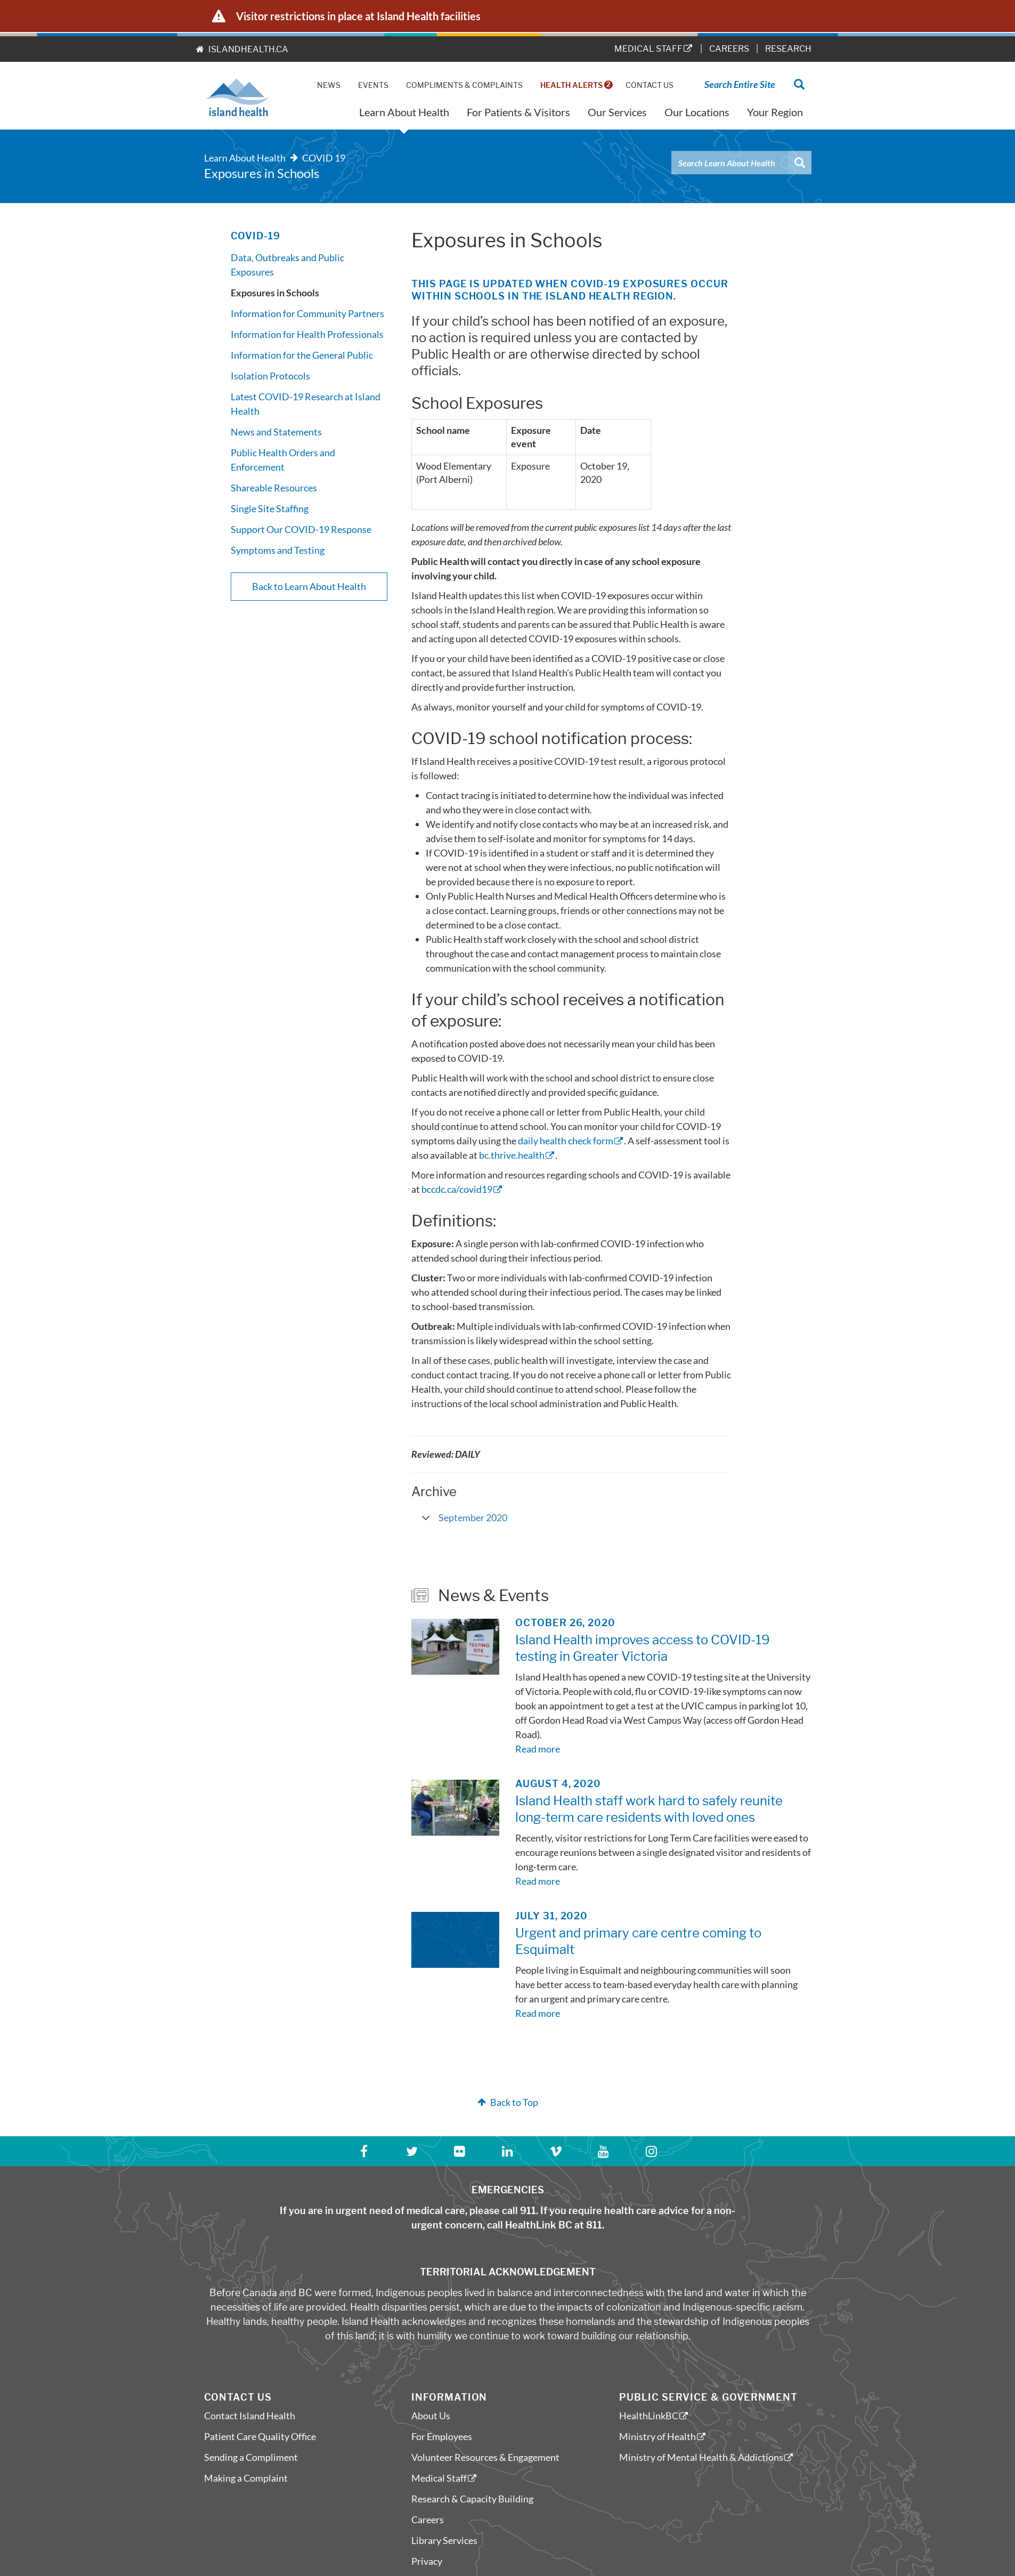 Visitor restrictions in place at Island Health facilities
ISLANDHEALTH.CA
MEDICAL STAFF | CAREERS | RESEARCH
NEWS EVENTS COMPLIMENTS & COMPLAINTS HEALTH ALERTS 2 CONTACT US Search Entire Site
island health
Learn About Health For Patients & Visitors Our Services Our Locations Your Region
Learn About Health COVID 19
Exposures in Schools
Search Learn About Health
COVID-19
Data, Outbreaks and Public
Exposures
Exposures in Schools
Information for Community Partners
Information for Health Professionals
Information for the General Public
Isolation Protocols
Latest COVID-19 Research at Island
Health
News and Statements
Public Health Orders and
Enforcement
Shareable Resources
Single Site Staffing
Support Our COVID-19 Response
Symptoms and Testing
Back to Learn About Health
Exposures in Schools
THIS PAGE IS UPDATED WHEN COVID-19 EXPOSURES OCCUR
WITHIN SCHOOLS IN THE ISLAND HEALTH REGION.
If your child’s school has been notified of an exposure,
no action is required unless you are contacted by
Public Health or are otherwise directed by school
officials.
School Exposures
School name Exposure Date
event
Wood Elementary Exposure October 19,
(Port Alberni) 2020
Locations will be removed from the current public exposures list 14 days after the last
exposure date, and then archived below.
Public Health will contact you directly in case of any school exposure
involving your child.
Island Health updates this list when COVID-19 exposures occur within
schools in the Island Health region. We are providing this information so
school staff, students and parents can be assured that Public Health is aware
and acting upon all detected COVID-19 exposures within schools.
If you or your child have been identified as a COVID-19 positive case or close
contact, be assured that Island Health’s Public Health team will contact you
directly and provide further instruction.
As always, monitor yourself and your child for symptoms of COVID-19.
COVID-19 school notification process:
If Island Health receives a positive COVID-19 test result, a rigorous protocol
is followed:
• Contact tracing is initiated to determine how the individual was infected
and who they were in close contact with.
• We identify and notify close contacts who may be at an increased risk, and
advise them to self-isolate and monitor for symptoms for 14 days.
• If COVID-19 is identified in a student or staff and it is determined they
were not at school when they were infectious, no public notification will
be provided because there is no exposure to report.
• Only Public Health Nurses and Medical Health Officers determine who is
a close contact. Learning groups, friends or other connections may not be
determined to be a close contact.
• Public Health staff work closely with the school and school district
throughout the case and contact management process to maintain close
communication with the school community.
If your child’s school receives a notification
of exposure:
A notification posted above does not necessarily mean your child has been
exposed to COVID-19.
Public Health will work with the school and school district to ensure close
contacts are notified directly and provided specific guidance.
If you do not receive a phone call or letter from Public Health, your child
should continue to attend school. You can monitor your child for COVID-19
symptoms daily using the daily health check form. A self-assessment tool is
also available at bc.thrive.health.
More information and resources regarding schools and COVID-19 is available
at bccdc.ca/covid19
Definitions:
Exposure: A single person with lab-confirmed COVID-19 infection who
attended school during their infectious period.
Cluster: Two or more individuals with lab-confirmed COVID-19 infection
who attended school during their infectious period. The cases may be linked
to school-based transmission.
Outbreak: Multiple individuals with lab-confirmed COVID-19 infection when
transmission is likely widespread within the school setting.
In all of these cases, public health will investigate, interview the case and
conduct contact tracing. If you do not receive a phone call or letter from Public
Health, your child should continue to attend school. Please follow the
instructions of the local school administration and Public Health.
Reviewed: DAILY
Archive
September 2020
News & Events
TESTING
SITE
OCTOBER 26, 2020
Island Health improves access to COVID-19
testing in Greater Victoria
Island Health has opened a new COVID-19 testing site at the University
of Victoria. People with cold, flu or COVID-19-like symptoms can now
book an appointment to get a test at the UVIC campus in parking lot 10,
off Gordon Head Road via West Campus Way (access off Gordon Head
Road).
Read more
AUGUST 4, 2020
Island Health staff work hard to safely reunite
long-term care residents with loved ones
Recently, visitor restrictions for Long Term Care facilities were eased to
encourage reunions between a single designated visitor and residents of
long-term care.
Read more
JULY 31, 2020
Urgent and primary care centre coming to
Esquimalt
People living in Esquimalt and neighbouring communities will soon
have better access to team-based everyday health care with planning
for an urgent and primary care centre.
Read more
Back to Top
EMERGENCIES
If you are in urgent need of medical care, please call 911. If you require health care advice for a non-
urgent concern, call HealthLink BC at 811.
TERRITORIAL ACKNOWLEDGEMENT
Before Canada and BC were formed, Indigenous peoples lived in balance and interconnectedness with the land and water in which the
necessities of life are provided. Health disparities persist, which are due to the impacts of colonization and Indigenous-specific racism.
Healthy lands, healthy people. Island Health acknowledges and recognizes these homelands and the stewardship of Indigenous peoples
of this land; it is with humility we continue to work toward building our relationship.
CONTACT US
Contact Island Health
Patient Care Quality Office
Sending a Compliment
Making a Complaint
INFORMATION
About Us
For Employees
Volunteer Resources & Engagement
Medical Staff
Research & Capacity Building
Careers
Library Services
Privacy
PUBLIC SERVICE & GOVERNMENT
HealthLinkBC
Ministry of Health
Ministry of Mental Health & Addictions